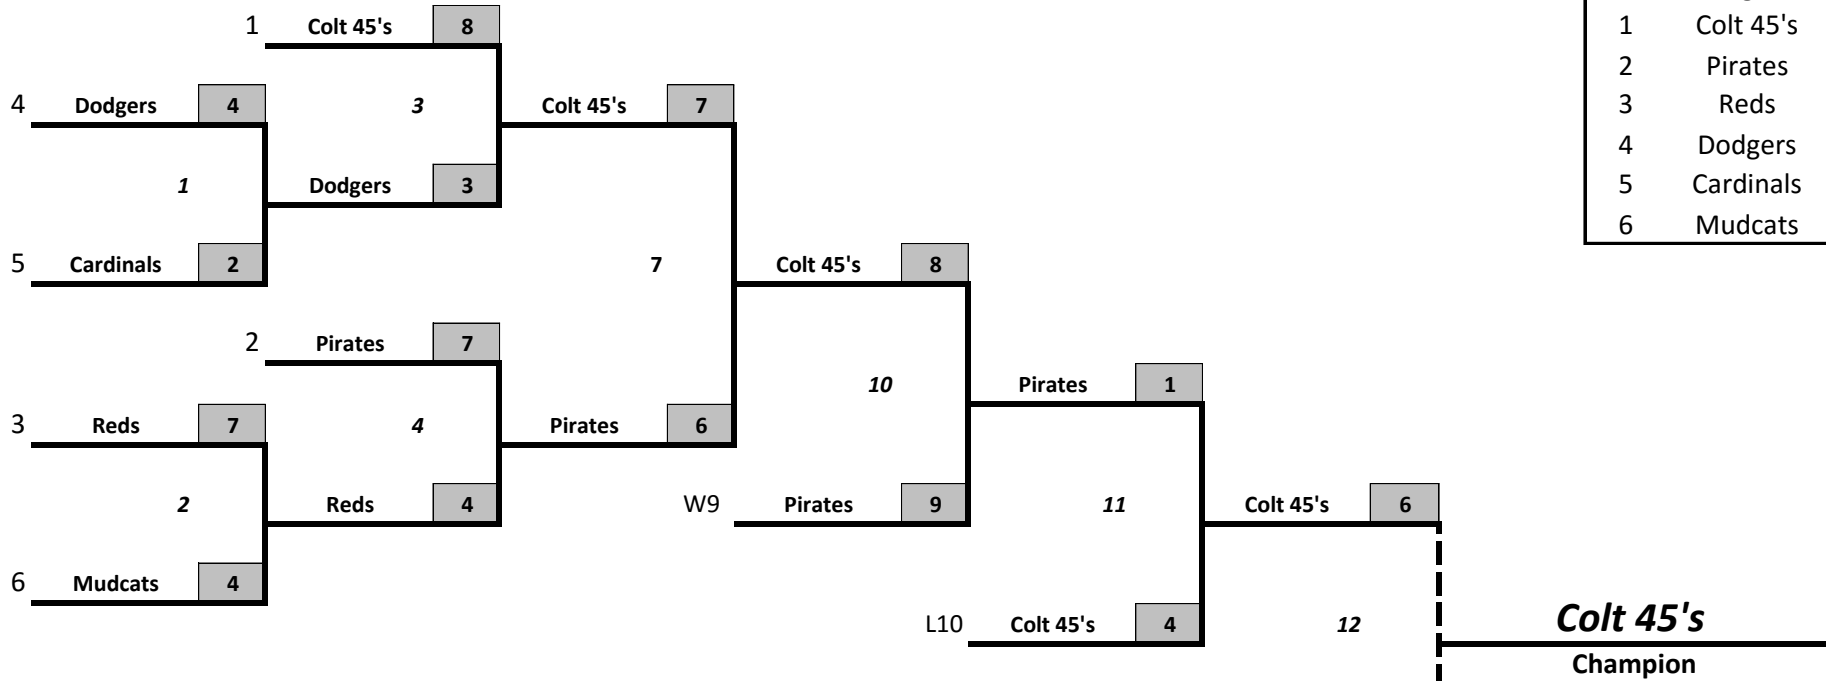 1 Colt 45's 8
1 Colt 45's
2 Pirates
4 Dodgers 4
3
Colt 45's 7
3 Reds
4 Dodgers
1
Dodgers 3
5 Cardinals
6 Mudcats
5 Cardinals 2
7
Colt 45's 8
2 Pirates 7
10
Pirates 1
3 Reds 7
4
Pirates 6
2
Reds 4
W9 Pirates 9
11
Colt 45's 6
6 Mudcats 4
L10 Colt 45's 4
12
Colt 45's
Champion